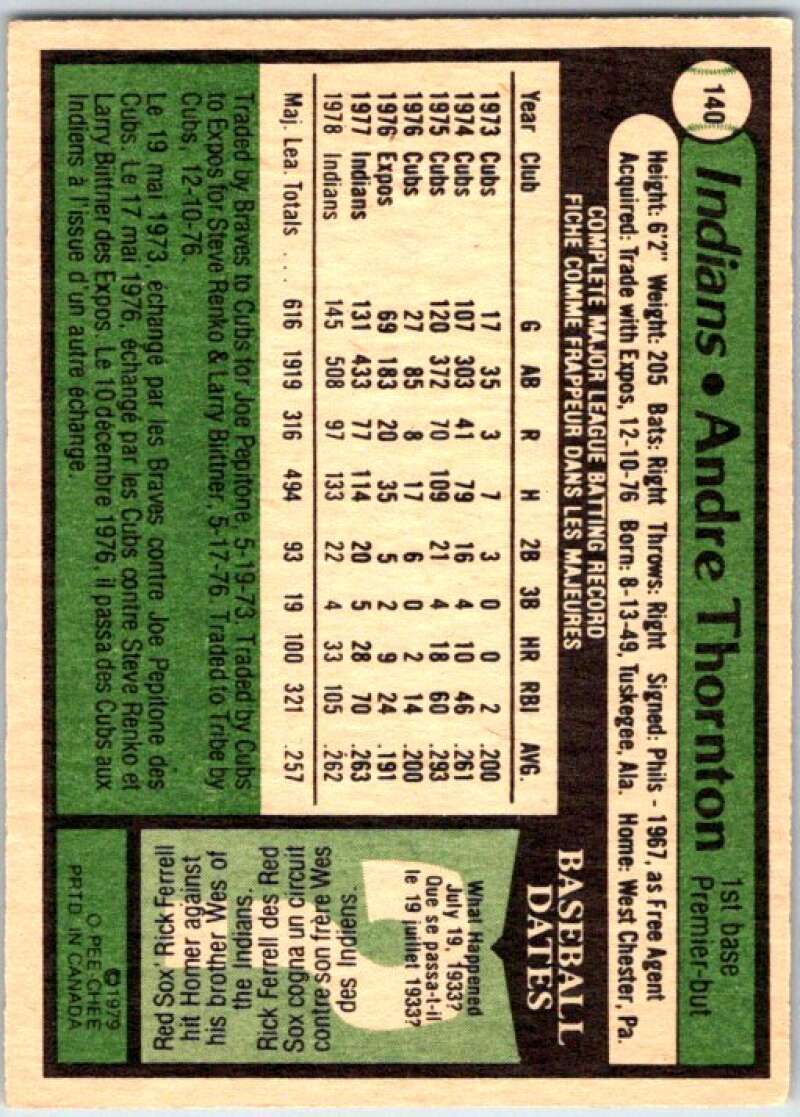 140
Indians • Andre Thornton
1st base
Premier-but
Height: 6'2" Weight: 205 Bats: Right Throws: Right Signed: Phils - 1967, as Free Agent
Acquired: Trade with Expos, 12-10-76 Born: 8-13-49, Tuskegee, Ala. Home: West Chester, Pa.
COMPLETE MAJOR LEAGUE BATTING RECORD
FICHE COMME FRAPPEUR DANS LES MAJEURES
Year Club G AB R H 2B 3B HR RBI AVG.
1973 Cubs 17 35 3 7 3 0 0 2 .200
1974 Cubs 107 303 41 79 16 4 10 46 .261
1975 Cubs 120 372 70 109 21 4 18 60 .293
1976 Cubs 27 85 8 17 6 0 2 14 .200
1976 Expos 69 183 20 35 5 2 9 24 .191
1977 Indians 131 433 77 114 20 5 28 70 .263
1978 Indians 145 508 97 133 22 4 33 105 .262
Maj. Lea. Totals .... 616 1919 316 494 93 19 100 321 .257
Traded by Braves to Cubs for Joe Pepitone, 5-19-73. Traded by Cubs
to Expos for Steve Renko & Larry Biittner, 5-17-76. Traded to Tribe by
Cubs, 12-10-76.
Le 19 mai 1973, échangé par les Braves contre Joe Pepitone des
Cubs. Le 17 mai 1976, échangé par les Cubs contre Steve Renko et
Larry Biittner des Expos. Le 10 décembre 1976, il passa des Cubs aux
Indiens à l'issue d'un autre échange.
BASEBALL
DATES
What Happened
July 19, 1933?
Que se passa-t-il
le 19 juillet 1933?
Red Sox' Rick Ferrell
hit Homer against
his brother Wes of
the Indians.
Rick Ferrell des Red
Sox cogna un circuit
contre son frère Wes
des Indiens.
©1979
O PEE CHEE
PRTD. IN CANADA